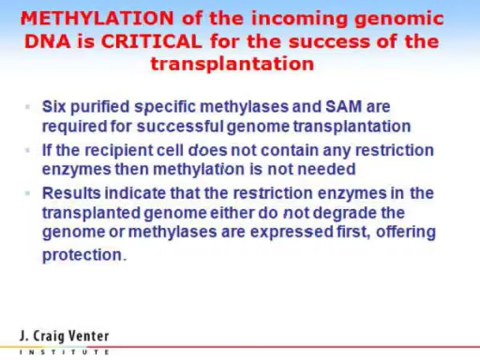 METHYLATION of the incoming genomic
DNA is CRITICAL for the success of the
transplantation
Six purified specific methylases and SAM are
required for successful genome transplantation
If the recipient cell does not contain any restriction
enzymes then methylation is not needed
Results indicate that the restriction enzymes in the
transplanted genome either do not degrade the
genome or methylases are expressed first, offering
protection.
J. Craig Venter
INSTITUTE